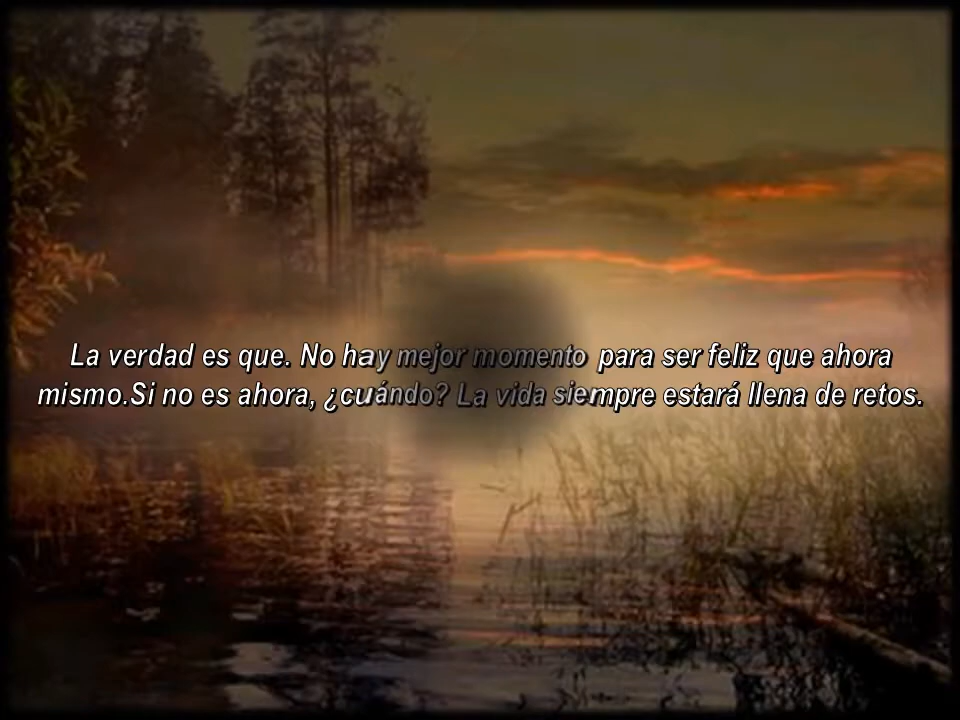 La verdad es que. No hay mejor momento para ser feliz que ahora
mismo.Si no es ahora, ¿cuándo? La vida siempre estará llena de retos.